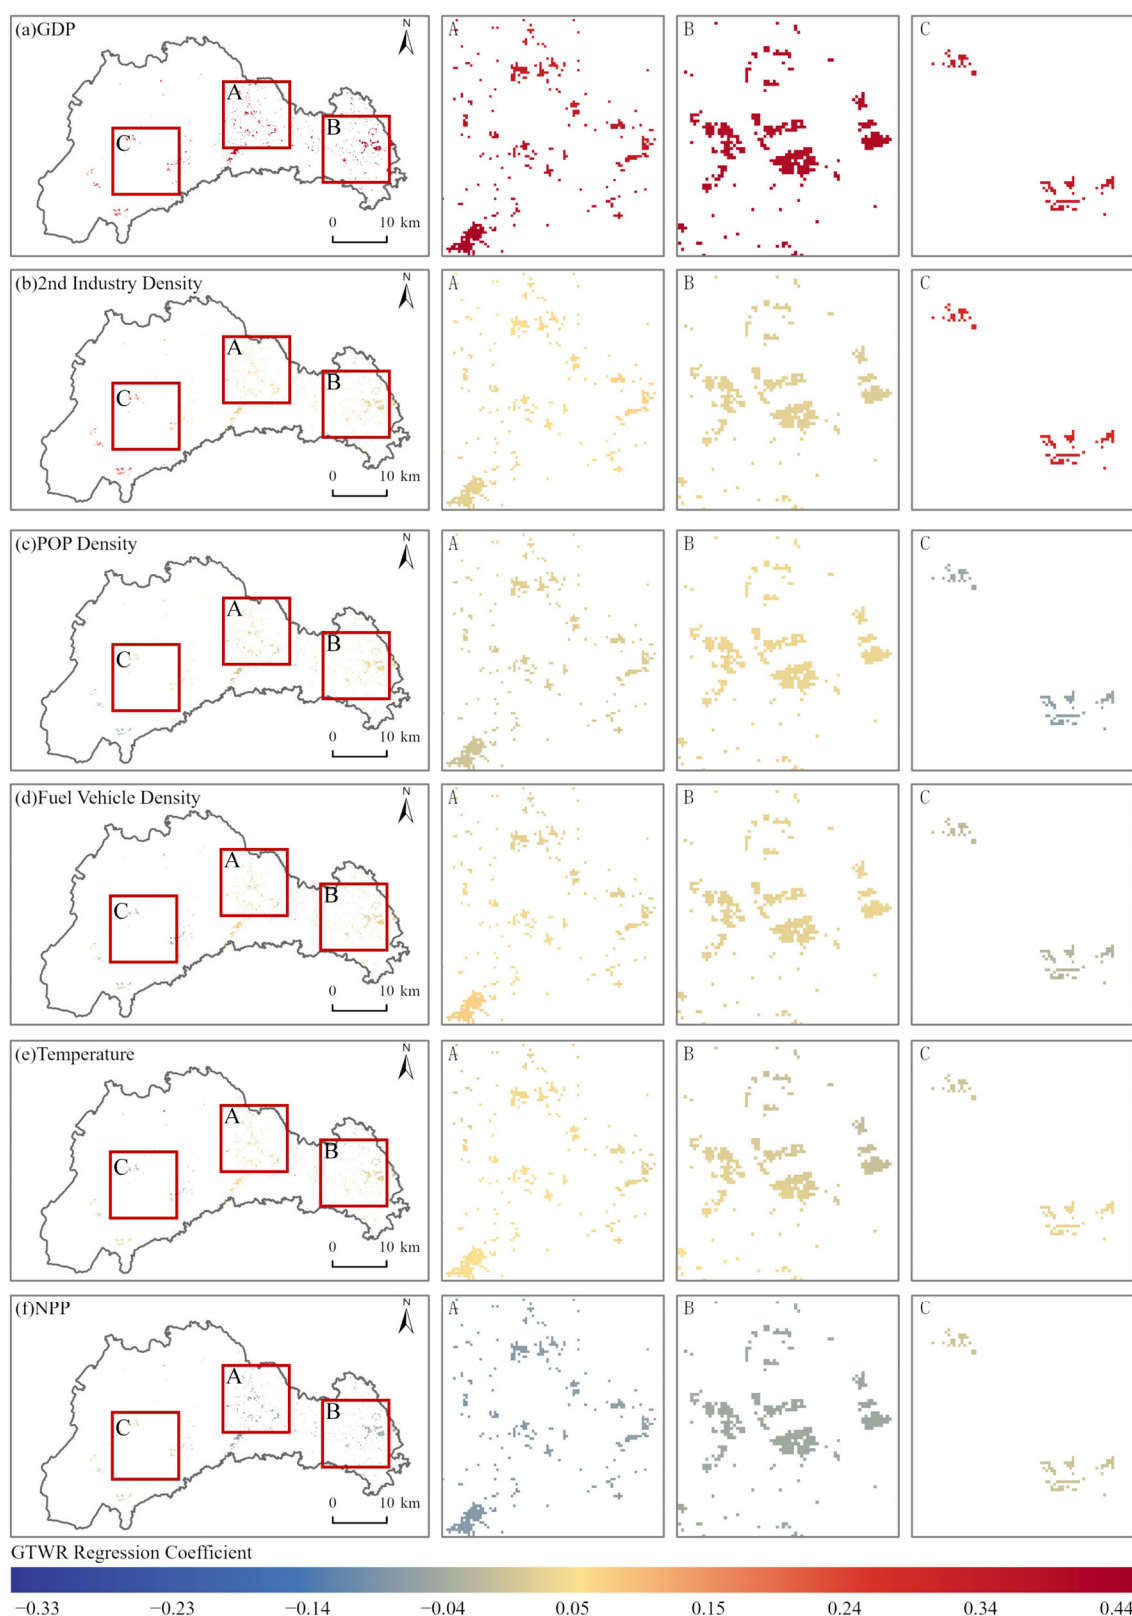 (a)GDP
N
A
B
C
0 10 km
A
B
C
(b)2nd Industry Density
N
A
B
C
0 10 km
A
B
C
(c)POP Density
N
A
B
C
0 10 km
A
B
C
(d)Fuel Vehicle Density
N
A
B
C
0 10 km
A
B
C
(e)Temperature
N
A
B
C
0 10 km
A
B
C
(f)NPP
N
A
B
C
0 10 km
A
B
C
GTWR Regression Coefficient
−0.33 −0.23 −0.14 −0.04 0.05 0.15 0.24 0.34 0.44